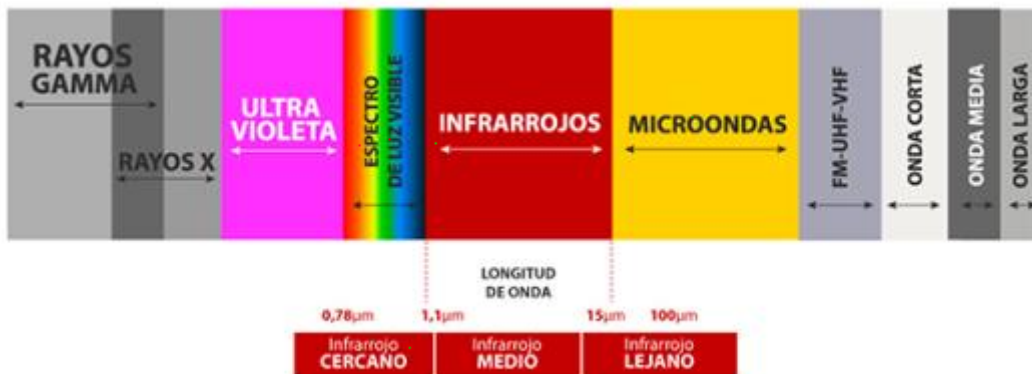 RAYOS
GAMMA
RAYOS X
ULTRA
VIOLETA
ESPECTRO
DE LUZ VISIBLE
INFRARROJOS
MICROONDAS
FM-UHF-VHF
ONDA CORTA
ONDA MEDIA
ONDA LARGA
LONGITUD
DE ONDA
0,78µm 1,1µm 15µm 100µm
Infrarrojo Infrarrojo Infrarrojo
CERCANO MEDIO LEJANO